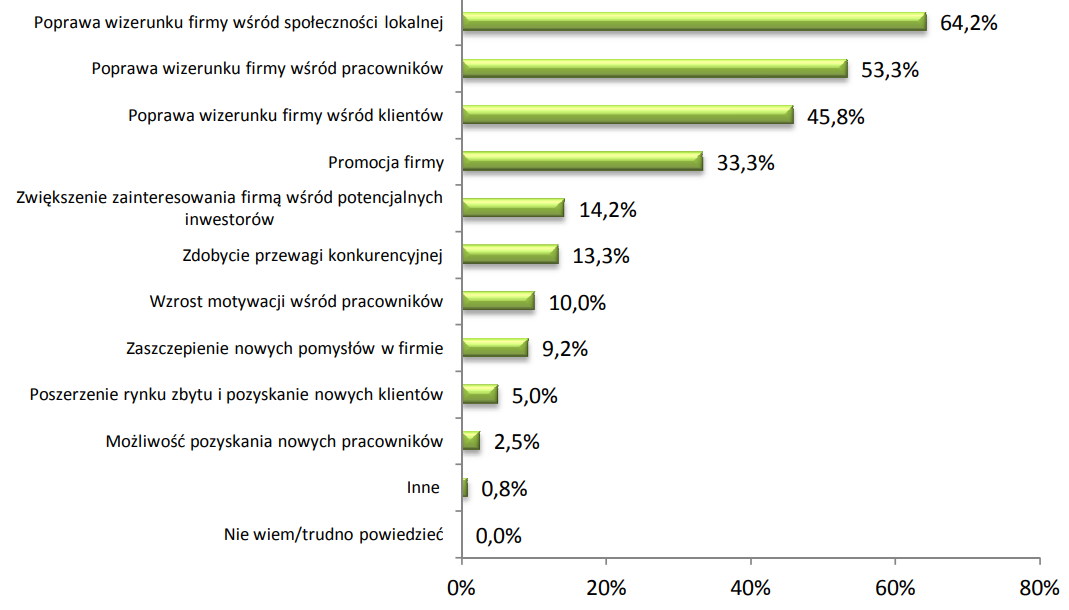 Poprawa wizerunku firmy wśród społeczności lokalnej 64,2%
Poprawa wizerunku firmy wśród pracowników 53,3%
Poprawa wizerunku firmy wśród klientów 45,8%
Promocja firmy 33,3%
Zwiększenie zainteresowania firmą wśród potencjalnych
inwestorów 14,2%
Zdobycie przewagi konkurencyjnej 13,3%
Wzrost motywacji wśród pracowników 10,0%
Zaszczepienie nowych pomysłów w firmie 9,2%
Poszerzenie rynku zbytu i pozyskanie nowych klientów 5,0%
Możliwość pozyskania nowych pracowników 2,5%
Inne 0,8%
Nie wiem/trudno powiedzieć 0,0%
0% 20% 40% 60% 80%